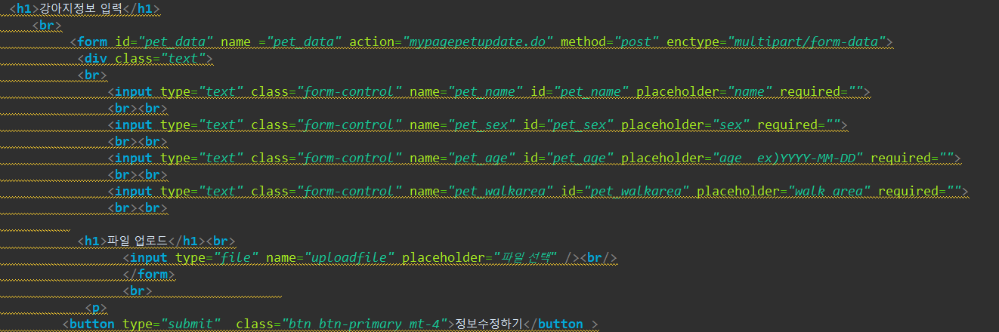 <h1>강아지정보 입력</h1>
<br>
<form id="pet_data" name ="pet_data" action="mypagepetupdate.do" method="post" enctype="multipart/form-data">
<div class="text">
<br>
<input type="text" class="form-control" name="pet_name" id="pet_name" placeholder="name" required="">
<br><br>
<input type="text" class="form-control" name="pet_sex" id="pet_sex" placeholder="sex" required="">
<br><br>
<input type="text" class="form-control" name="pet_age" id="pet_age" placeholder="age  ex)YYYY-MM-DD" required="">
<br><br>
<input type="text" class="form-control" name="pet_walkarea" id="pet_walkarea" placeholder="walk area" required="">
<br><br>
<h1>파일 업로드</h1><br>
<input type="file" name="uploadfile" placeholder="파일 선택" /><br/>
</form>
<br>
<p>
<button type="submit"  class="btn btn-primary mt-4">정보수정하기</button >